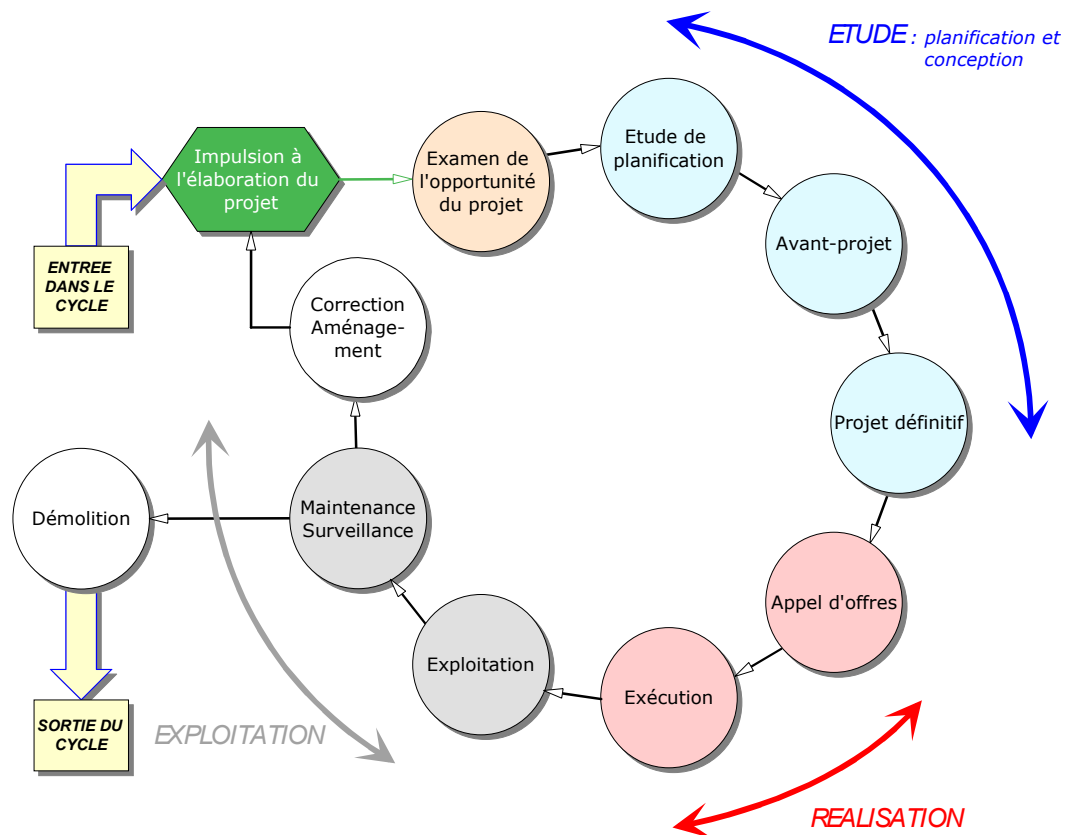 ETUDE : planification et
conception
Impulsion à
l'élaboration du
projet
Examen de
l'opportunité
du projet
Etude de
planification
Avant-projet
ENTREE
DANS LE
CYCLE
Correction
Aménage-
ment
Projet définitif
Démolition
Maintenance
Surveillance
Appel d'offres
Exploitation
Exécution
SORTIE DU
CYCLE
EXPLOITATION
REALISATION